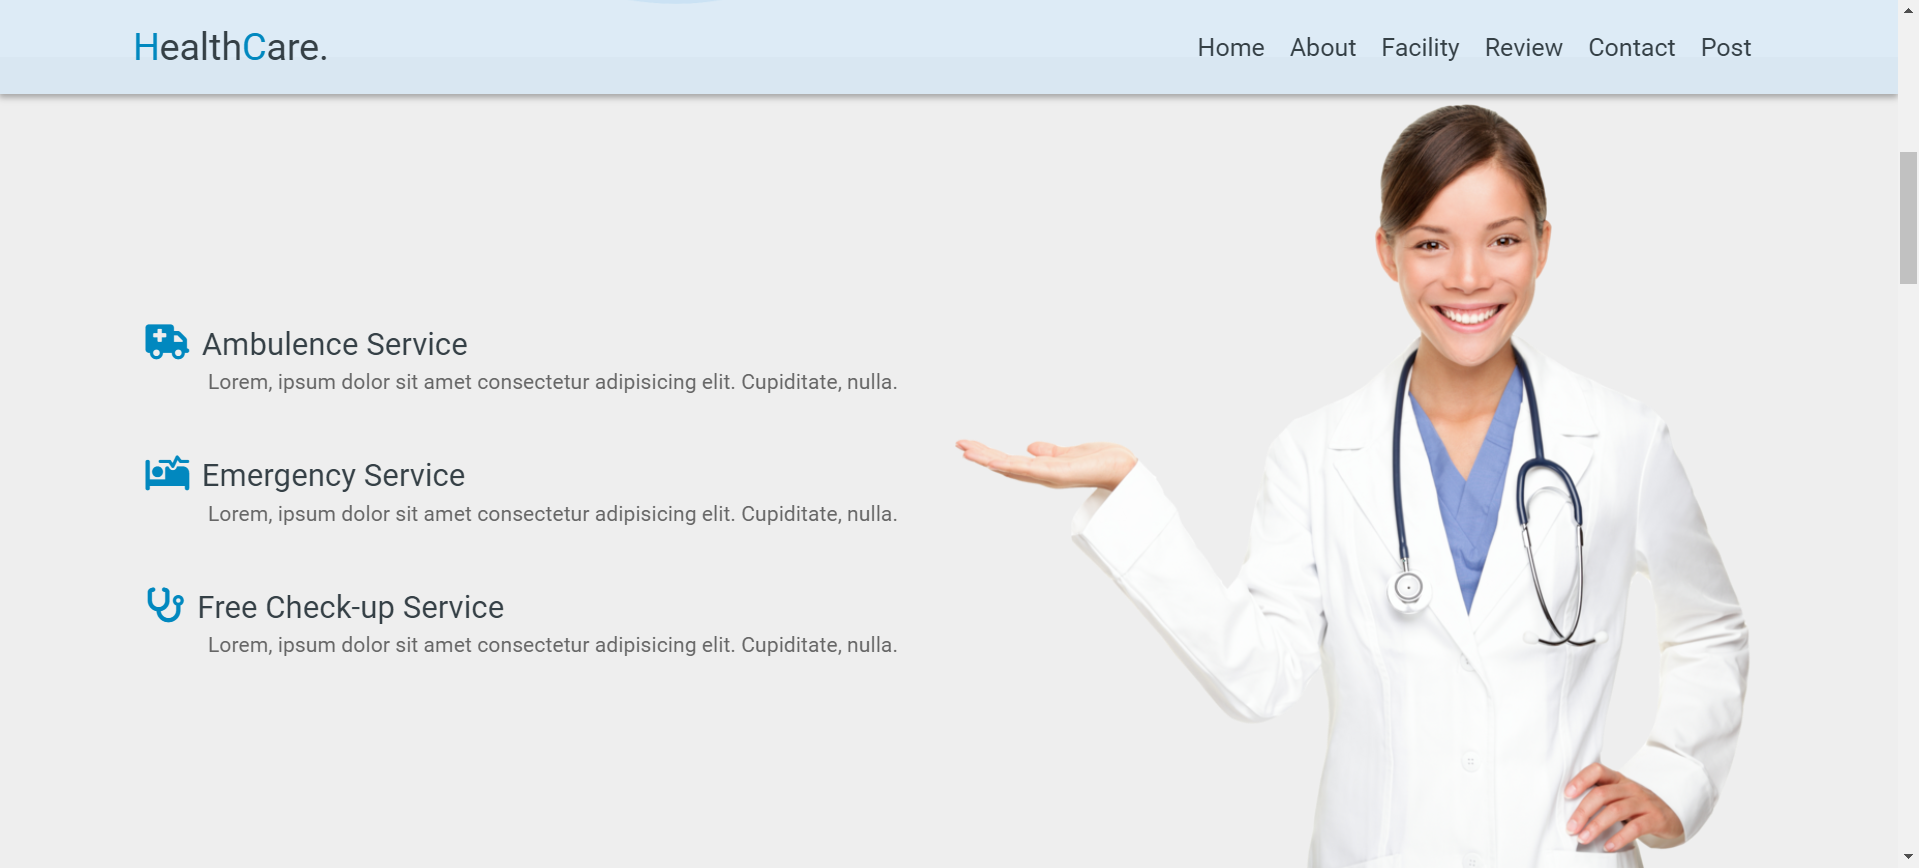 HealthCare.
Home About Facility Review Contact Post
Ambulence Service
Lorem, ipsum dolor sit amet consectetur adipisicing elit. Cupiditate, nulla.
Emergency Service
Lorem, ipsum dolor sit amet consectetur adipisicing elit. Cupiditate, nulla.
Free Check-up Service
Lorem, ipsum dolor sit amet consectetur adipisicing elit. Cupiditate, nulla.